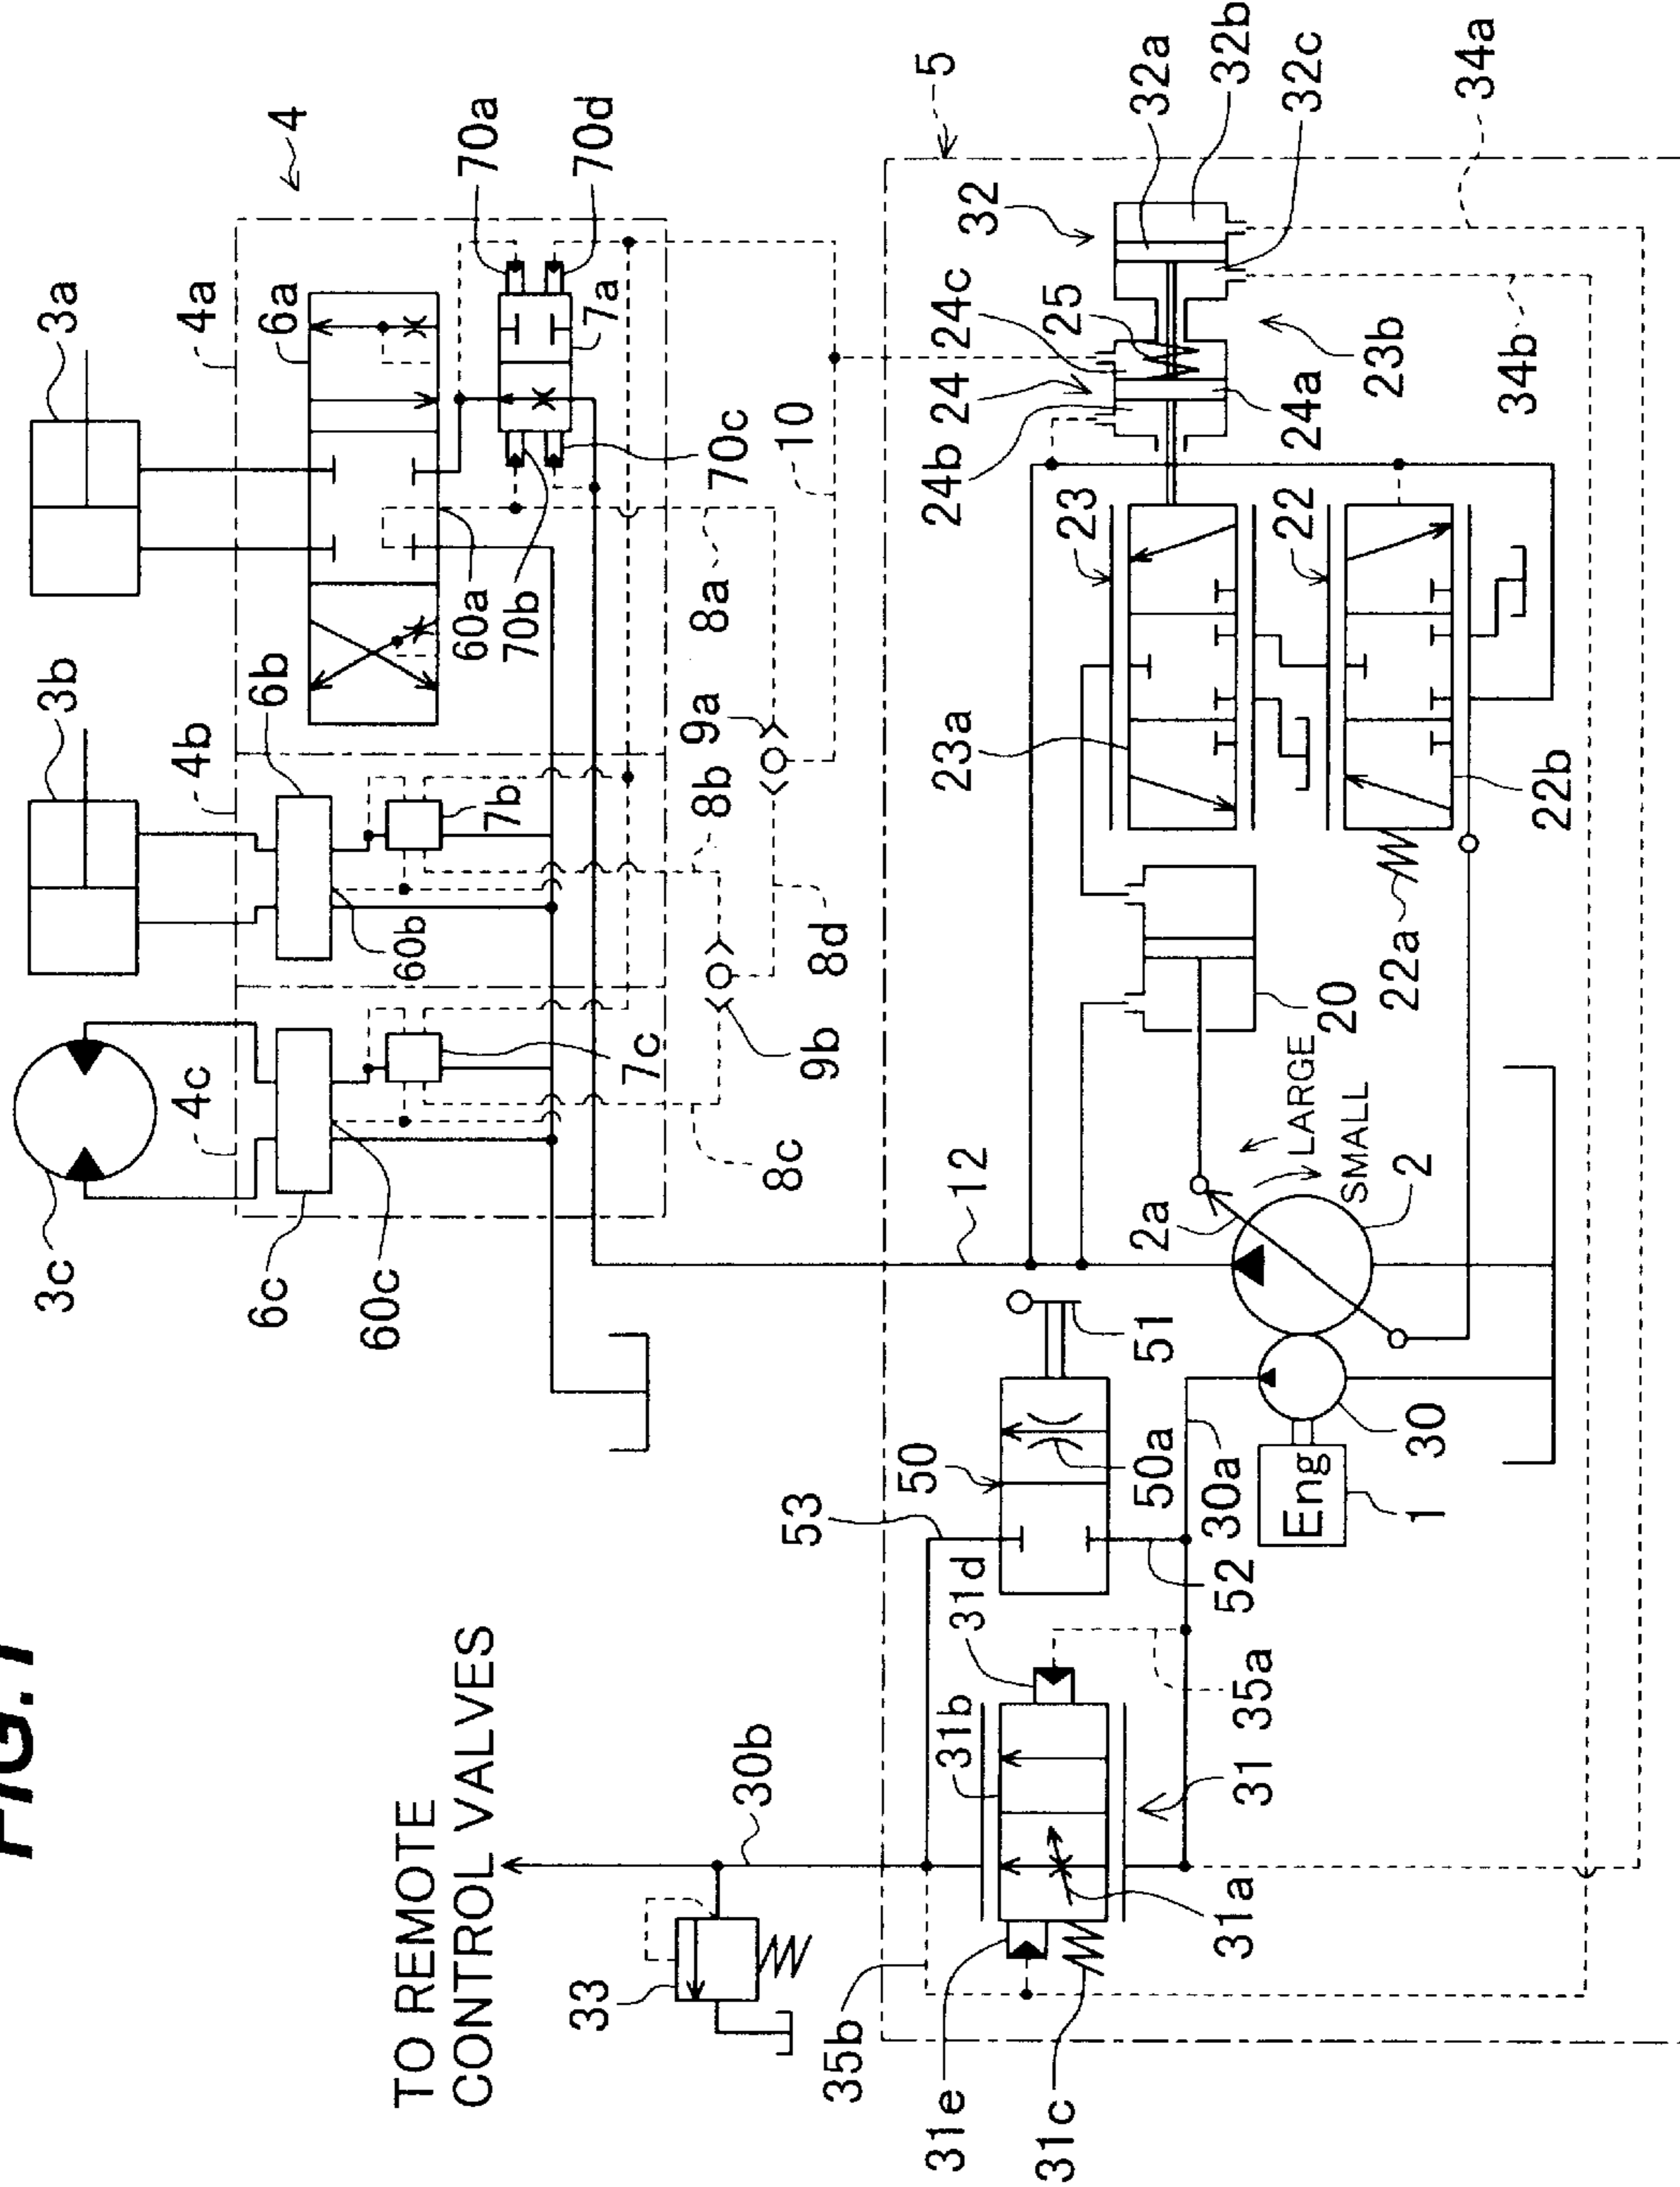 FIG.1
3c
3b
3a
4
4c
4b
4a
6c
6b
6a
60c
60b
60a
7c
7b
7a
70a
70d
70b
70c
8c
8b
8a
9b
9a
8d
10
TO REMOTE
CONTROL VALVES
30b
33
53
50
12
5
35b
31e
31c
31b
31d
31a
31
35a
52
50a
51
30a
1
Eng
30
2a
2
LARGE
SMALL
20
22a
22b
22
23a
23
24b
24
24c
25
24a
23b
32
32a
32b
32c
34b
34a